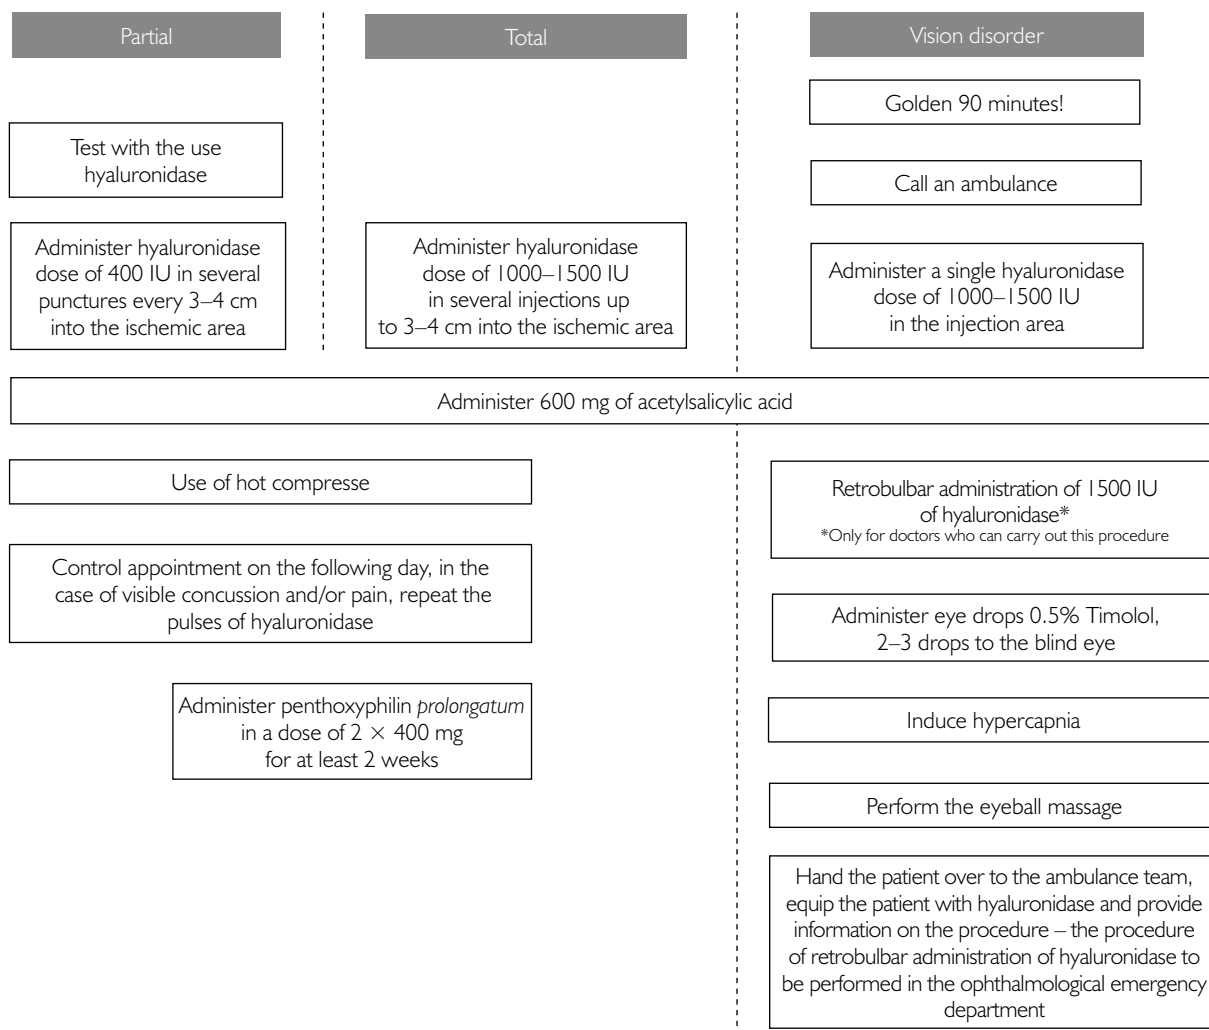 Partial
Total
Vision disorder
Golden 90 minutes!
Test with the use
hyaluronidase
Call an ambulance
Administer hyaluronidase
dose of 400 IU in several
punctures every 3–4 cm
into the ischemic area
Administer hyaluronidase
dose of 1000–1500 IU
in several injections up
to 3–4 cm into the ischemic area
Administer a single hyaluronidase
dose of 1000–1500 IU
in the injection area
Administer 600 mg of acetylsalicylic acid
Use of hot compresse
Control appointment on the following day, in the
case of visible concussion and/or pain, repeat the
pulses of hyaluronidase
Administer penthoxyphilin prolongatum
in a dose of 2 × 400 mg
for at least 2 weeks
Retrobulbar administration of 1500 IU
of hyaluronidase*
*Only for doctors who can carry out this procedure
Administer eye drops 0.5% Timolol,
2–3 drops to the blind eye
Induce hypercapnia
Perform the eyeball massage
Hand the patient over to the ambulance team,
equip the patient with hyaluronidase and provide
information on the procedure – the procedure
of retrobulbar administration of hyaluronidase to
be performed in the ophthalmological emergency
department